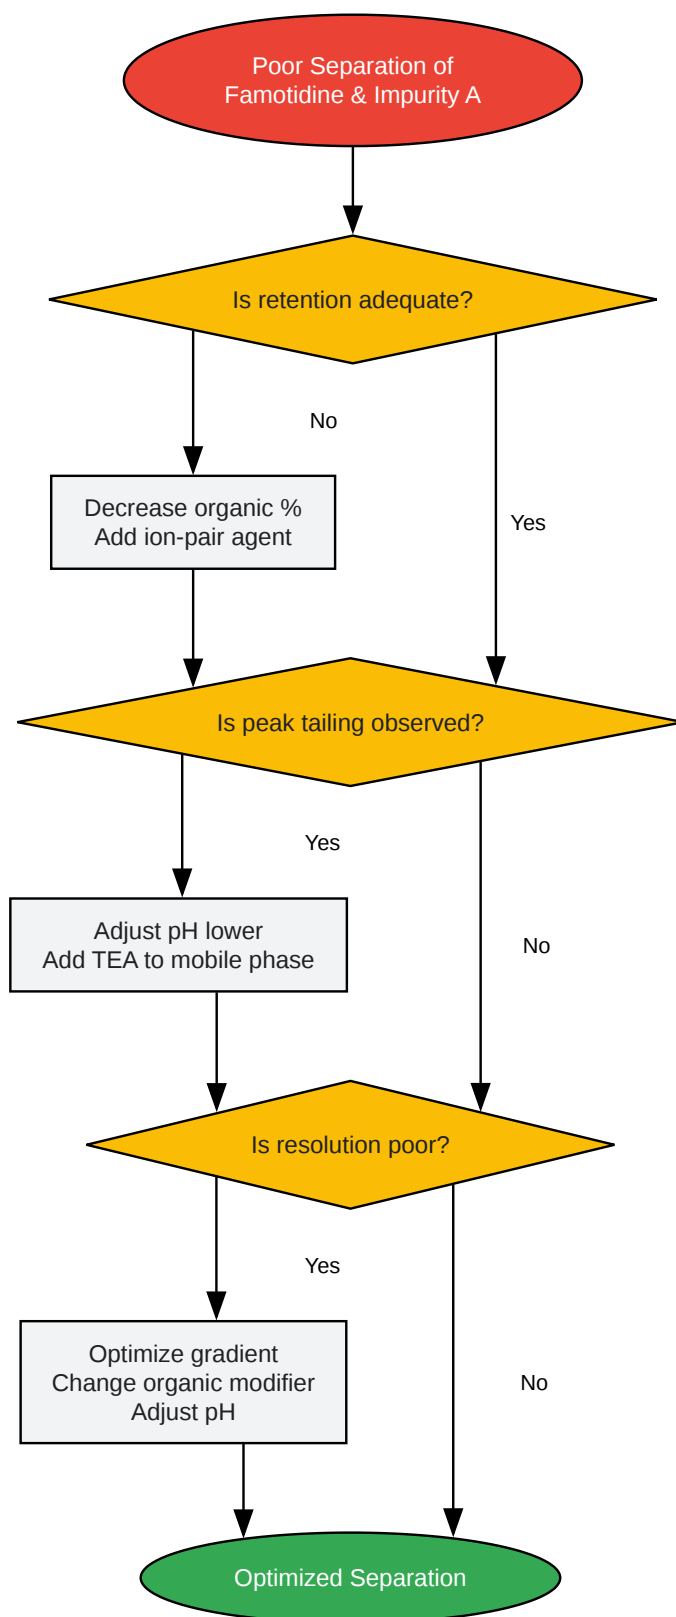 Poor Separation of
Famotidine & Impurity A
Is retention adequate?
No
Decrease organic %
Add ion-pair agent
Yes
Is peak tailing observed?
Yes
Adjust pH lower
Add TEA to mobile phase
No
Is resolution poor?
Yes
Optimize gradient
Change organic modifier
Adjust pH
No
Optimized Separation